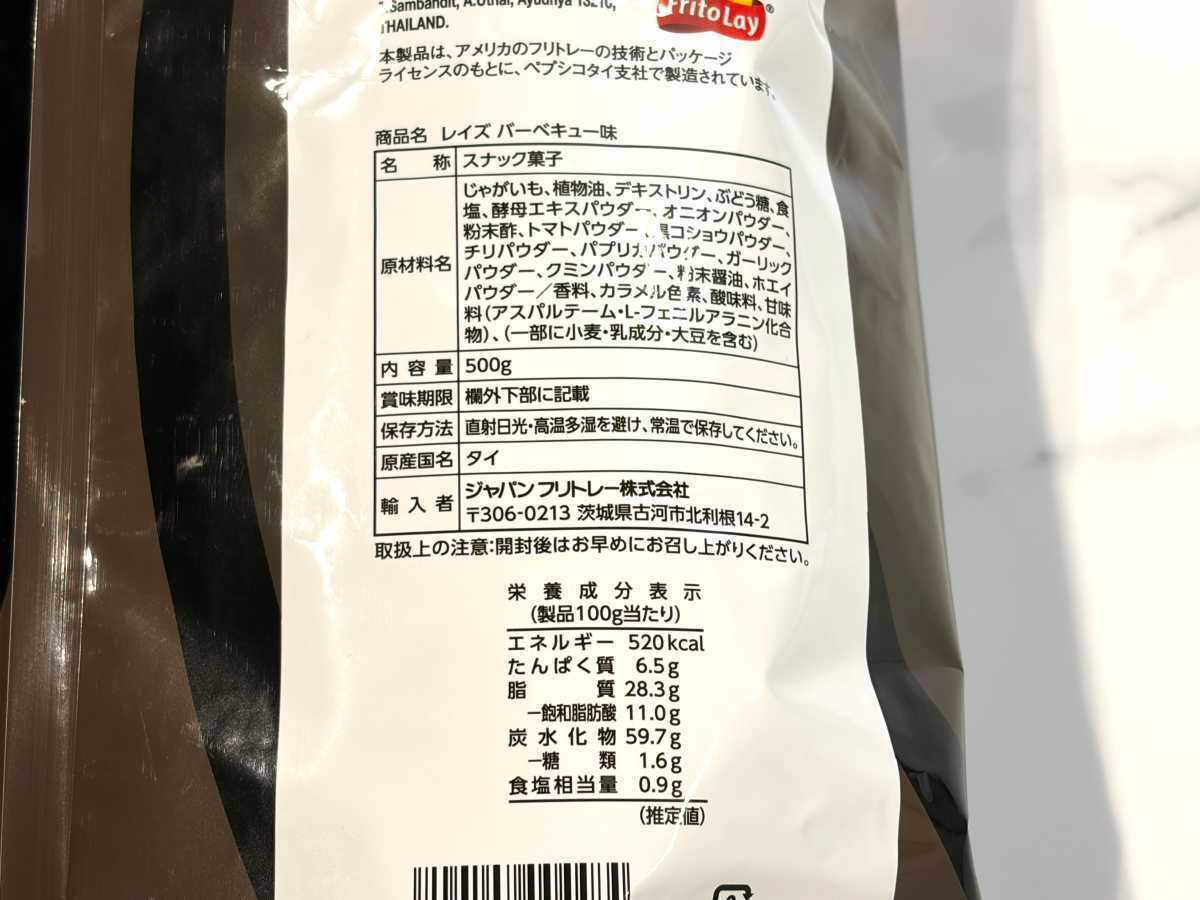 A.Uthai, Ayudhya 13210,
THAILAND.
FritoLay®
本製品は、アメリカのフリトレーの技術とパッケージ
ライセンスのもとに、ペプシコタイ支社で製造されています。
商品名 レイズ バーベキュー味
名称 スナック菓子
原材料名 じゃがいも、植物油、デキストリン、ぶどう糖、食
塩、酵母エキスパウダー、オニオンパウダー、
粉末酢、トマトパウダー、黒コショウパウダー、
チリパウダー、パプリカパウダー、ガーリック
パウダー、クミンパウダー、粉末醤油、ホエイ
パウダー／香料、カラメル色素、酸味料、甘味
料(アスパルテーム・L-フェニルアラニン化合
物)、(一部に小麦・乳成分・大豆を含む)
内容量 500g
賞味期限 欄外下部に記載
保存方法 直射日光・高温多湿を避け、常温で保存してください。
原産国名 タイ
輸入者 ジャパン フリトレー株式会社
〒306-0213 茨城県古河市北利根14-2
取扱上の注意:開封後はお早めにお召し上がりください。
栄養成分表示
(製品100g当たり)
エネルギー 520kcal
たんぱく質 6.5g
脂質 28.3g
—飽和脂肪酸 11.0g
炭水化物 59.7g
—糖類 1.6g
食塩相当量 0.9g
(推定値)